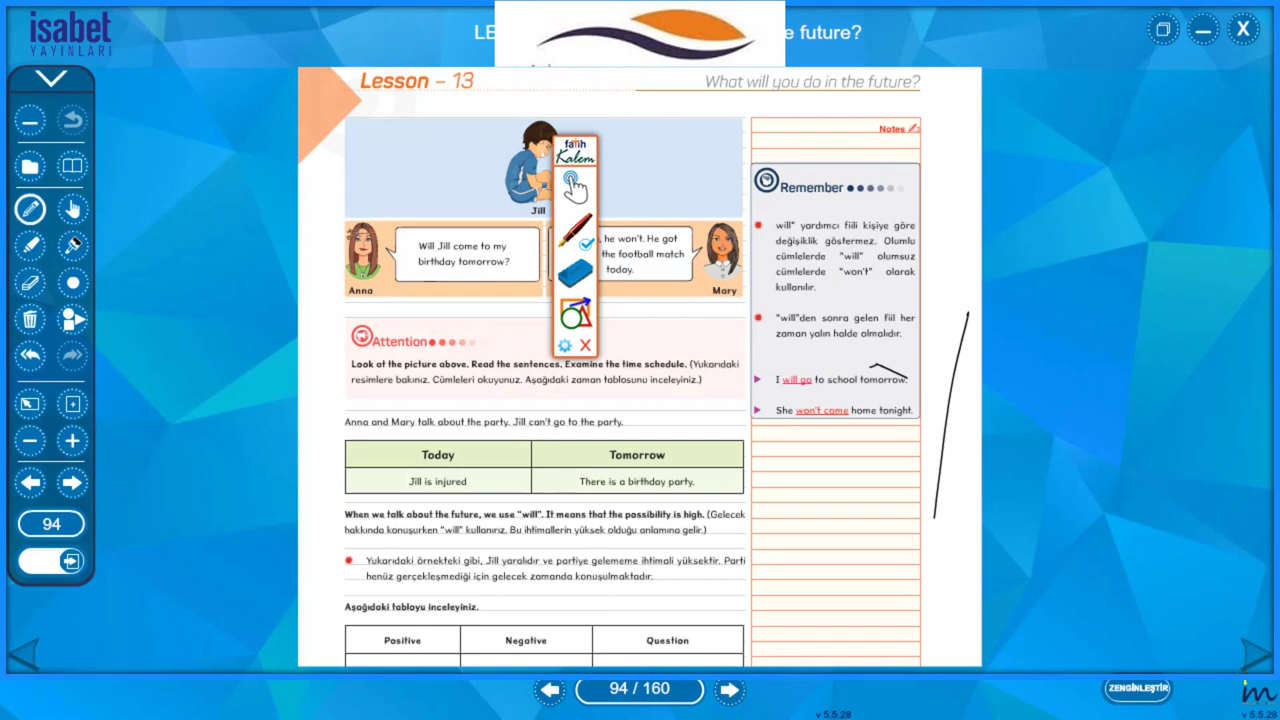 isabet
YAYINLARI
e future?
Lesson – 13
What will you do in the future?
fatih
Kalem
Jill
Will Jill come to my
birthday tomorrow?
, he won't. He got
the football match
today.
Anna
Mary
Attention
Look at the picture above. Read the sentences. Examine the time schedule. (Yukarıdaki
resimlere bakınız. Cümleleri okuyunuz. Aşağıdaki zaman tablosunu inceleyiniz.)
Anna and Mary talk about the party. Jill can't go to the party.
Today
Tomorrow
Jill is injured
There is a birthday party.
When we talk about the future, we use "will". It means that the possibility is high. (Gelecek
hakkında konuşurken "will" kullanırız. Bu ihtimallerin yüksek olduğu anlamına gelir.)
Yukarıdaki örnekteki gibi, Jill yaralıdır ve partiye gelememe ihtimali yüksektir. Parti
henüz gerçekleşmediği için gelecek zamanda konuşulmaktadır.
Aşağıdaki tabloyu inceleyiniz.
Positive
Negative
Question
Notes
Remember
will" yardımcı fiili kişiye göre
değişiklik göstermez. Olumlu
cümlelerde "will" olumsuz
cümlelerde "won't" olarak
kullanılır.
"will"den sonra gelen fiil her
zaman yalın halde olmalıdır.
I will go to school tomorrow.
She won't come home tonight.
94
94 / 160
ZENGİNLEŞTİR
v 5.5.28
v 5.5.28